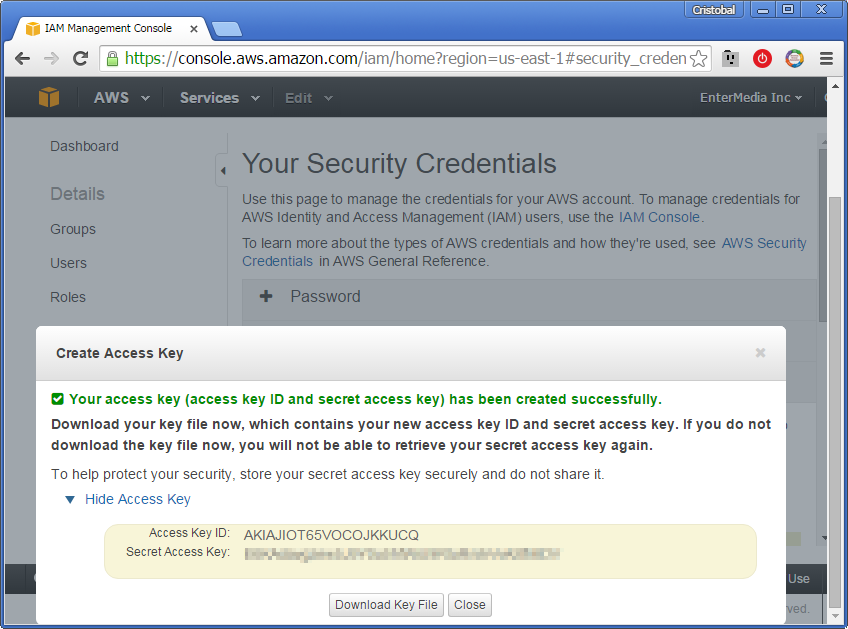 Cristobal
IAM Management Console
https://console.aws.amazon.com/iam/home?region=us-east-1#security_creden
AWS Services Edit EnterMedia Inc
Dashboard
Details
Groups
Users
Roles
Your Security Credentials
Use this page to manage the credentials for your AWS account. To manage credentials for
AWS Identity and Access Management (IAM) users, use the IAM Console.
To learn more about the types of AWS credentials and how they're used, see AWS Security
Credentials in AWS General Reference.
Password
Create Access Key
Your access key (access key ID and secret access key) has been created successfully.
Download your key file now, which contains your new access key ID and secret access key. If you do not
download the key file now, you will not be able to retrieve your secret access key again.
To help protect your security, store your secret access key securely and do not share it.
Hide Access Key
Access Key ID: AKIAJIOT65VOCOJKKUCQ
Secret Access Key:
Download Key File Close
Use
ved.